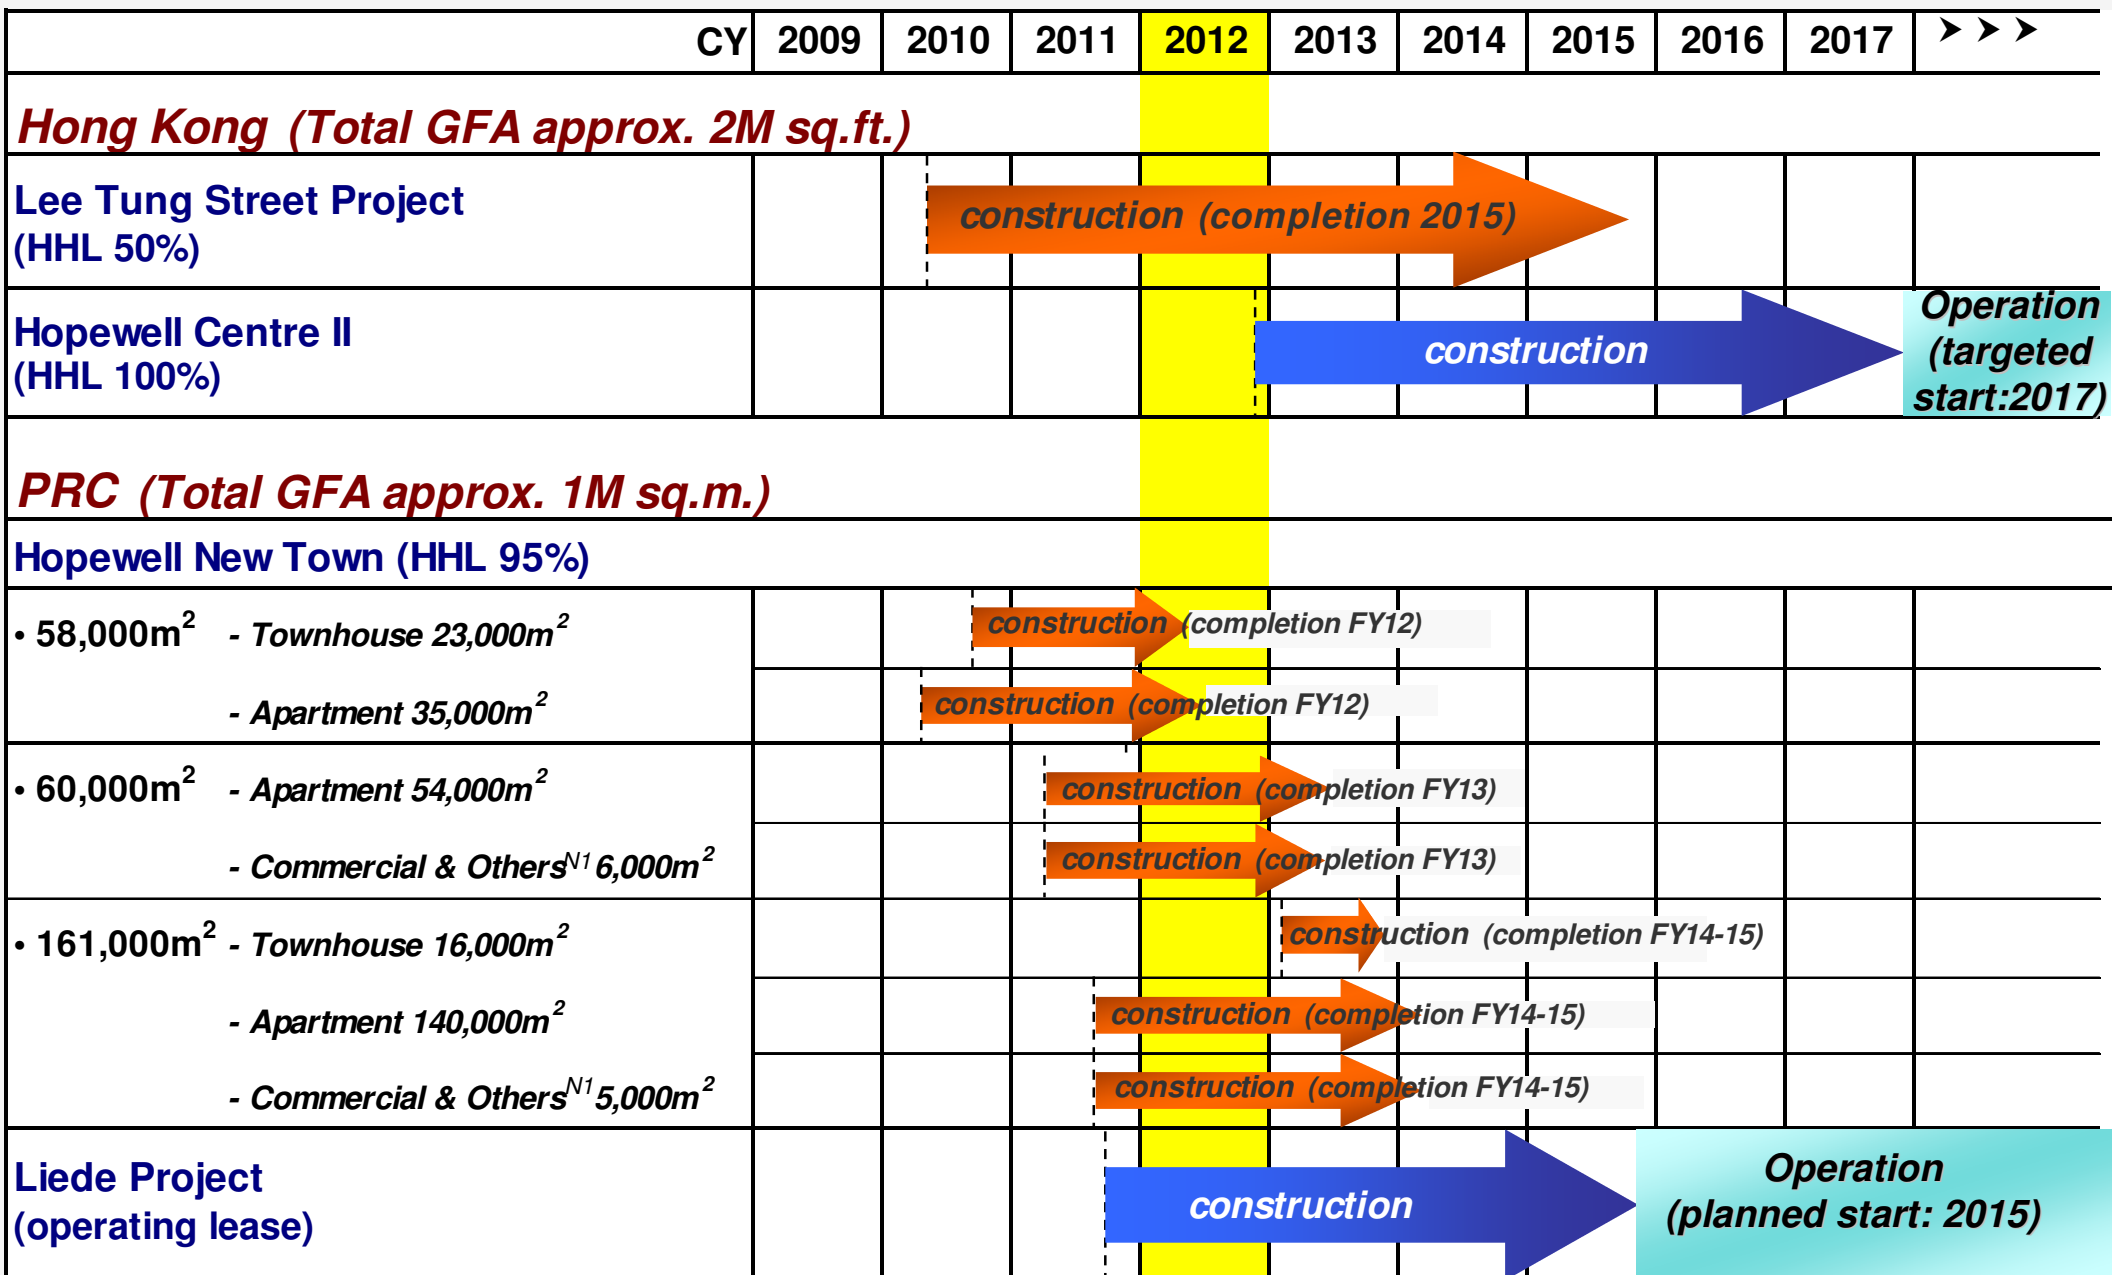 CY 2009 2010 2011 2012 2013 2014 2015 2016 2017 ➤ ➤ ➤
Hong Kong (Total GFA approx. 2M sq.ft.)
Lee Tung Street Project
(HHL 50%)
construction (completion 2015)
Hopewell Centre II
(HHL 100%)
construction
Operation
(targeted
start:2017)
PRC (Total GFA approx. 1M sq.m.)
Hopewell New Town (HHL 95%)
• 58,000m² - Townhouse 23,000m² construction (completion FY12)
- Apartment 35,000m² construction (completion FY12)
• 60,000m² - Apartment 54,000m² construction (completion FY13)
- Commercial & Others^N1 6,000m² construction (completion FY13)
• 161,000m² - Townhouse 16,000m² construction (completion FY14-15)
- Apartment 140,000m² construction (completion FY14-15)
- Commercial & Others^N1 5,000m² construction (completion FY14-15)
Liede Project
(operating lease)
construction
Operation
(planned start: 2015)